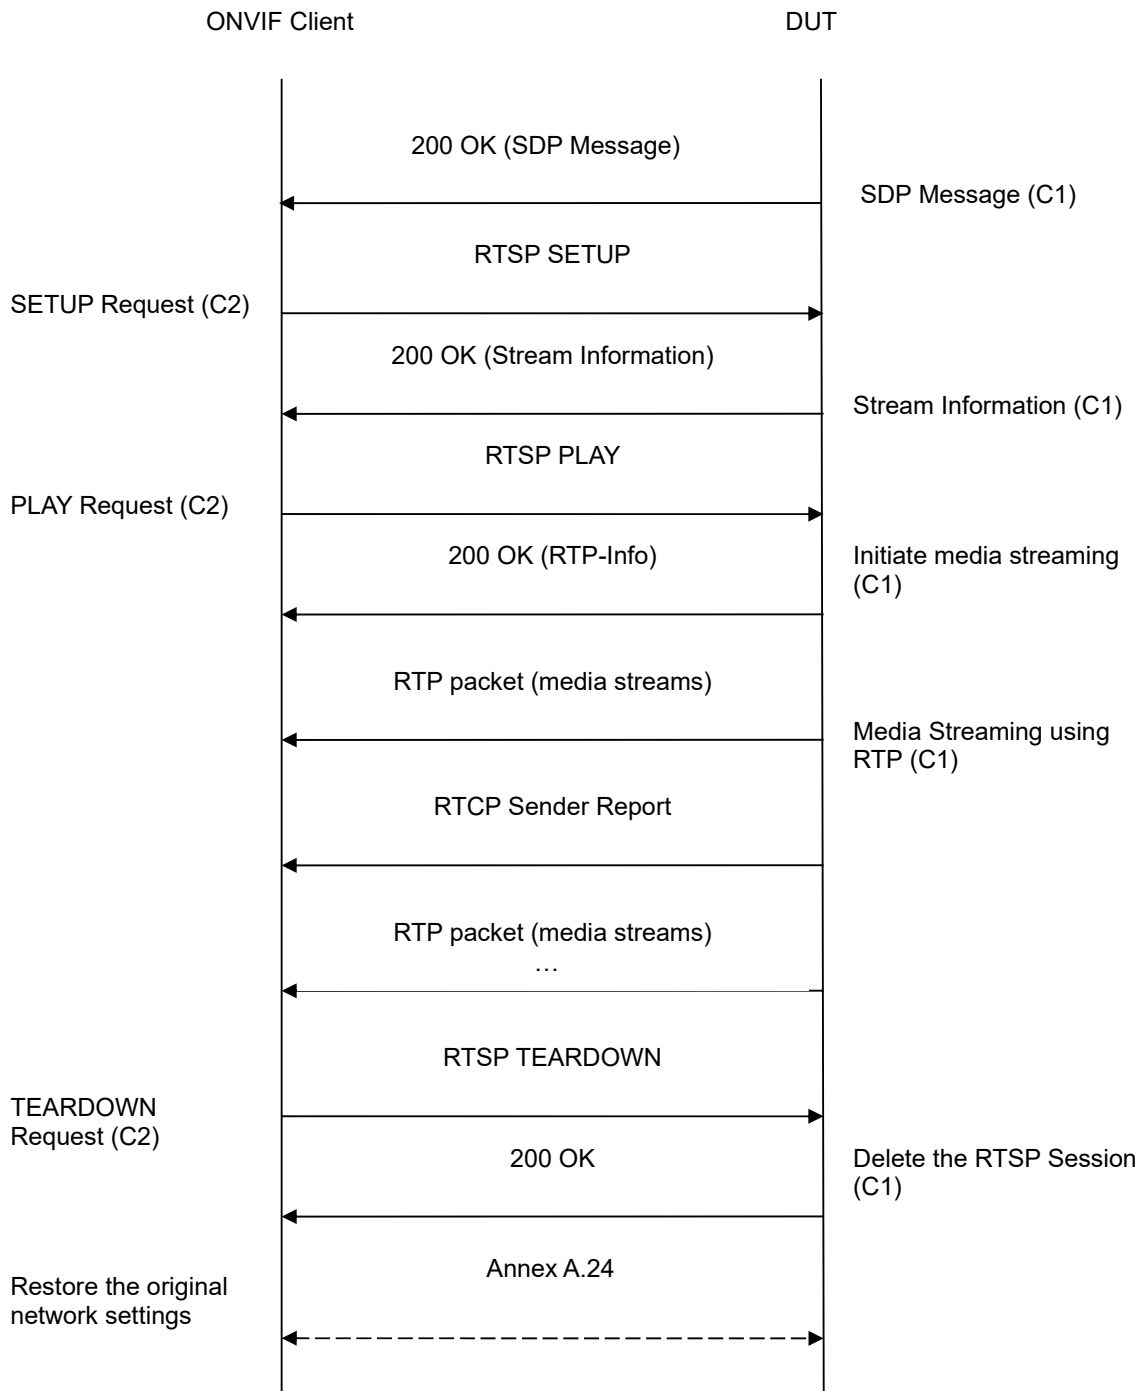 ONVIF Client
DUT
200 OK (SDP Message)
SDP Message (C1)
RTSP SETUP
SETUP Request (C2)
200 OK (Stream Information)
Stream Information (C1)
RTSP PLAY
PLAY Request (C2)
200 OK (RTP-Info)
Initiate media streaming
(C1)
RTP packet (media streams)
Media Streaming using
RTP (C1)
RTCP Sender Report
RTP packet (media streams)
…
RTSP TEARDOWN
TEARDOWN
Request (C2)
200 OK
Delete the RTSP Session
(C1)
Annex A.24
Restore the original
network settings